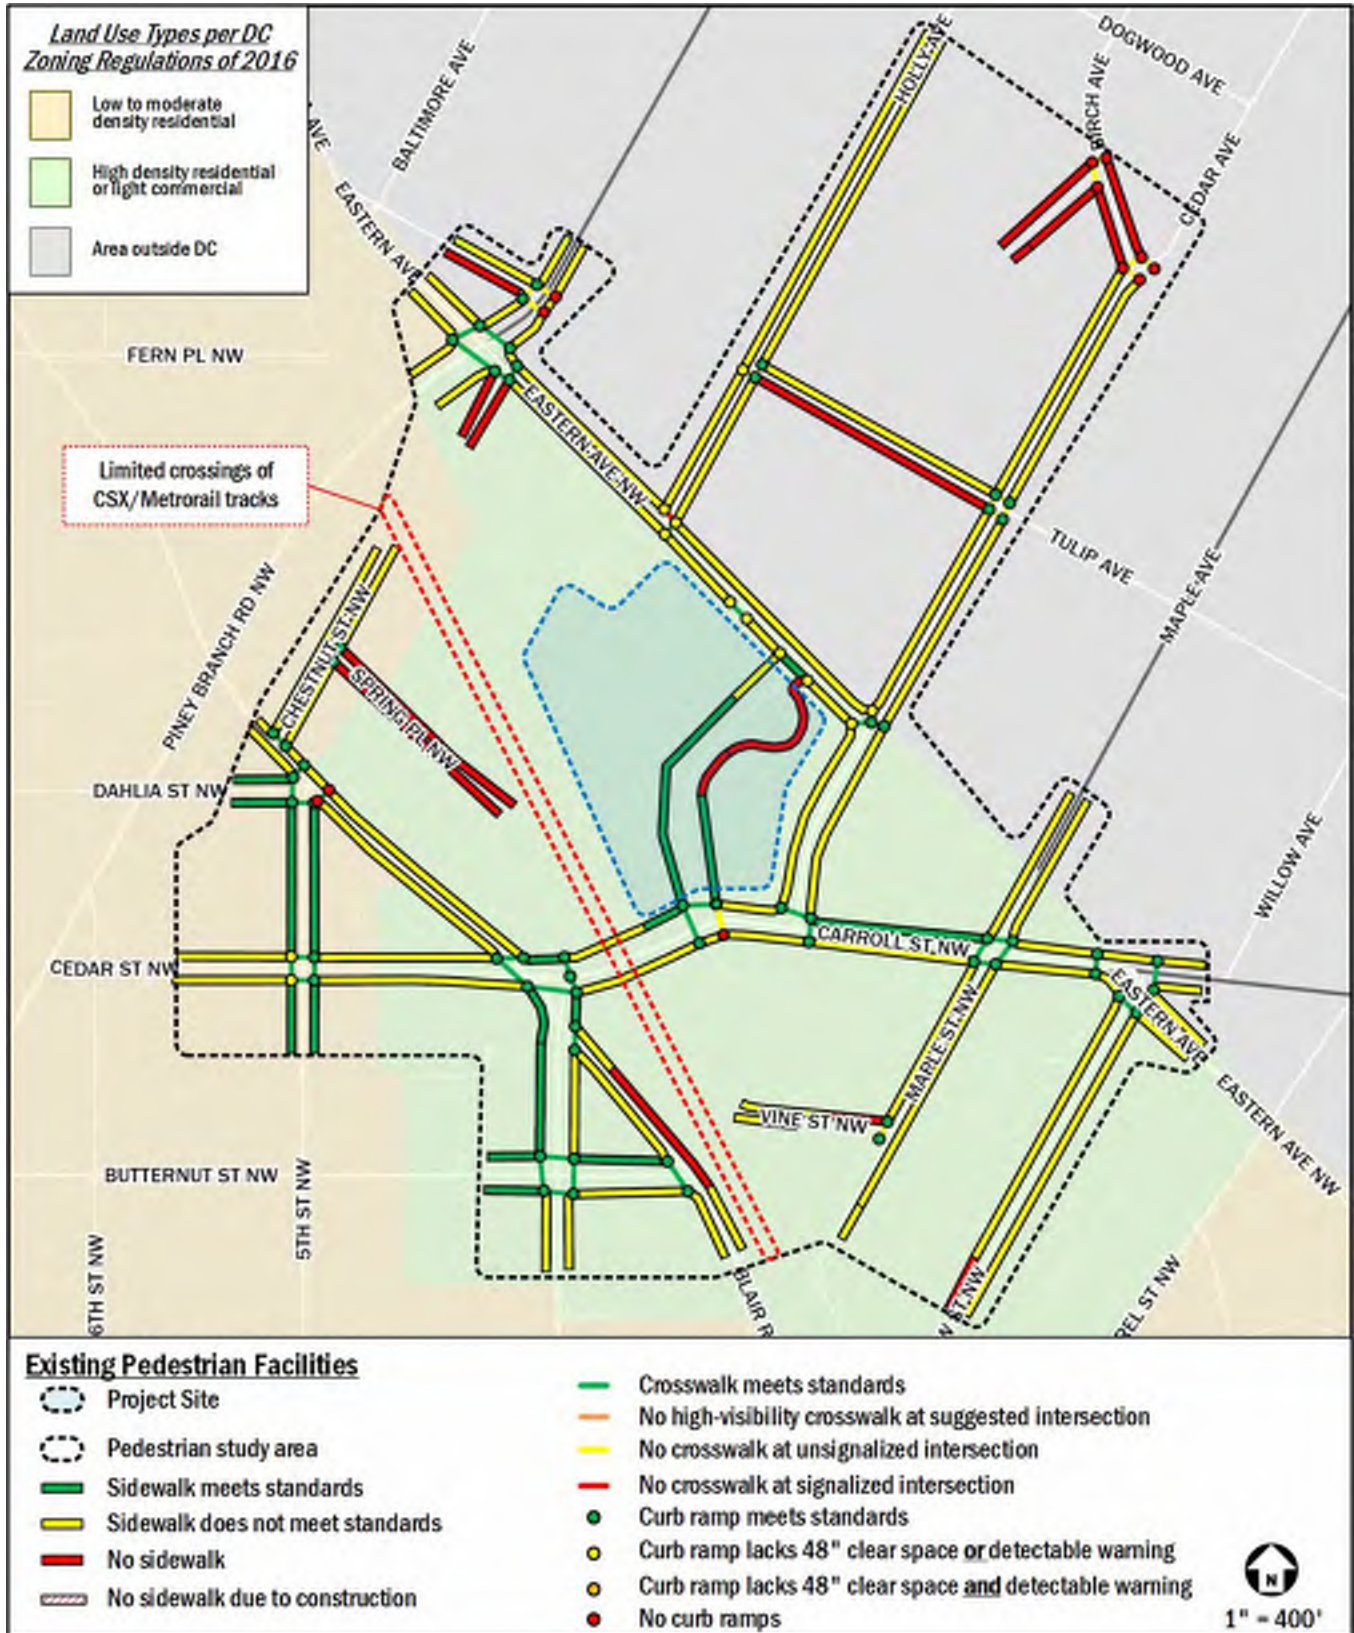 Land Use Types per DC
Zoning Regulations of 2016
Low to moderate
density residential
High density residential
or light commercial
Area outside DC
AVE
BALTIMORE AVE
EASTERN AVE
HOLLY AVE
DOGWOOD AVE
BIRCH AVE
CEDAR AVE
FERN PL NW
EASTERN AVE NW
Limited crossings of
CSX/Metrorail tracks
TULIP AVE
MAPLE AVE
PINEY BRANCH RD NW
CHESTNUT ST NW
SPRING PL NW
DAHLIA ST NW
WILLOW AVE
CEDAR ST NW
CARROLL ST NW
EASTERN AVE
MAPLE ST NW
VINE ST NW
EASTERN AVE NW
BUTTERNUT ST NW
5TH ST NW
6TH ST NW
BLAIR R
N ST NW
REL ST NW
Existing Pedestrian Facilities
Project Site
Pedestrian study area
Sidewalk meets standards
Sidewalk does not meet standards
No sidewalk
No sidewalk due to construction
Crosswalk meets standards
No high-visibility crosswalk at suggested intersection
No crosswalk at unsignalized intersection
No crosswalk at signalized intersection
Curb ramp meets standards
Curb ramp lacks 48" clear space or detectable warning
Curb ramp lacks 48" clear space and detectable warning
No curb ramps
N
1" = 400'